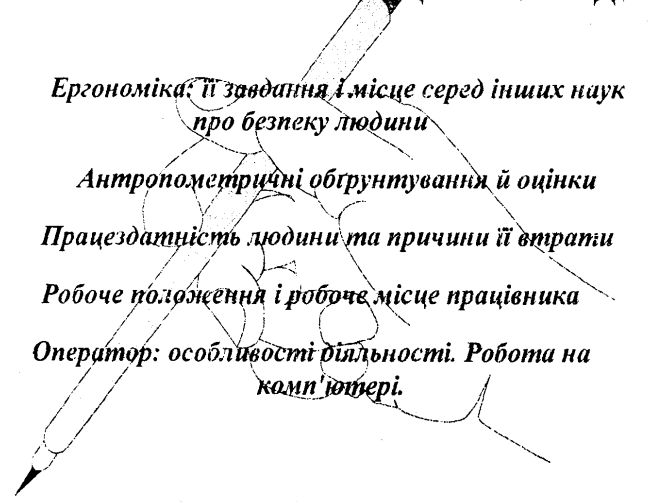 Ергономіка: її завдання і місце серед інших наук
про безпеку людини
Антропометричні обґрунтування й оцінки
Працездатність людини та причини її втрати
Робоче положення і робоче місце працівника
Оператор: особливості діяльності. Робота на
комп'ютері.